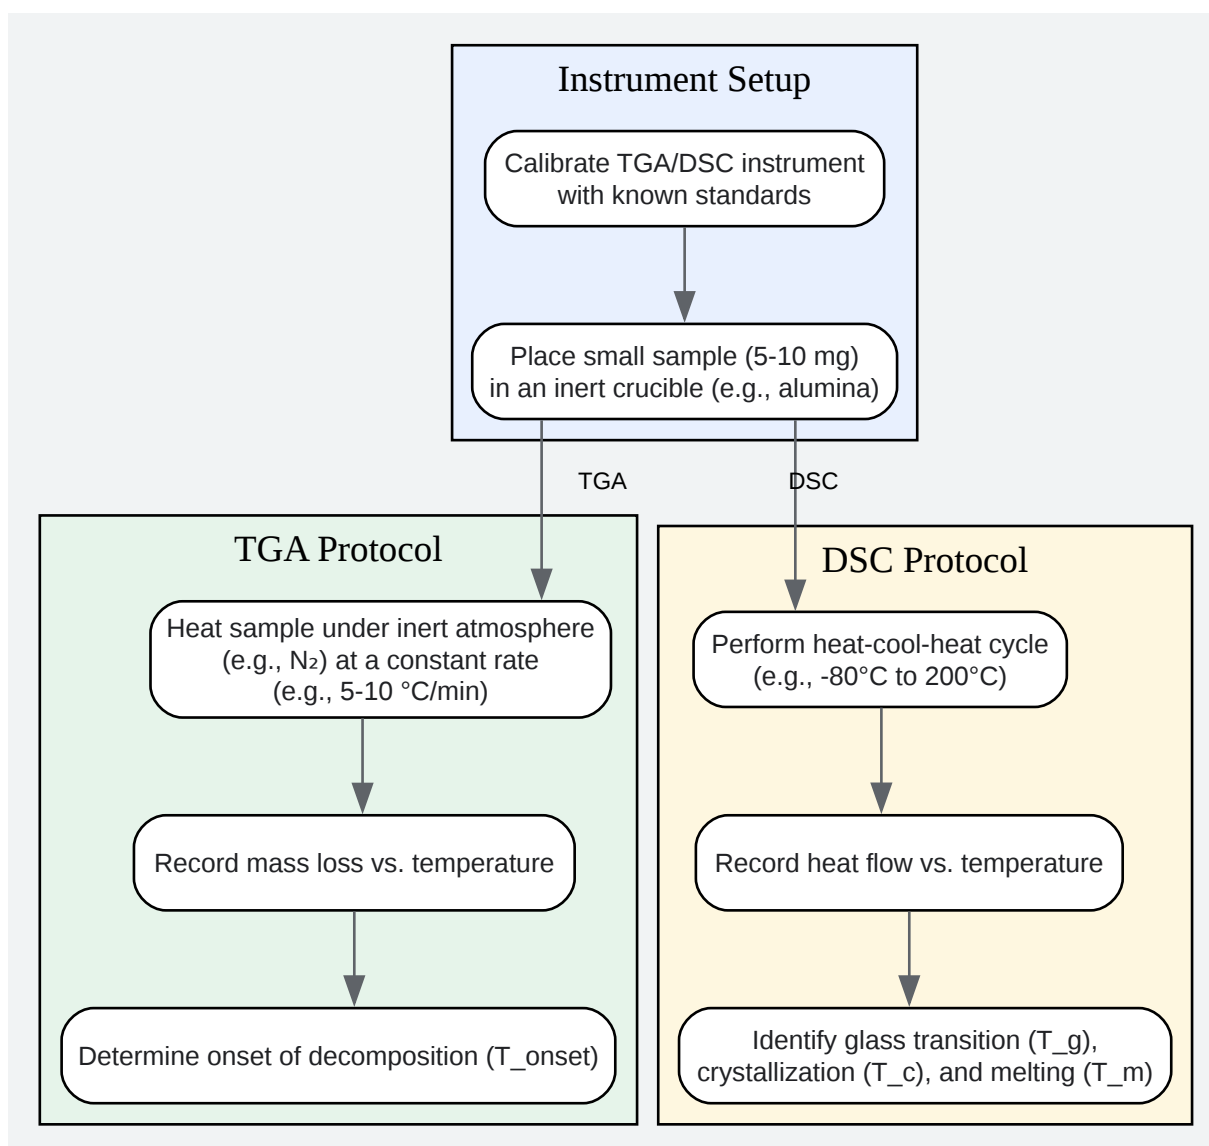 Instrument Setup
Calibrate TGA/DSC instrument
with known standards
Place small sample (5-10 mg)
in an inert crucible (e.g., alumina)
TGA
DSC
TGA Protocol
Heat sample under inert atmosphere
(e.g., N₂) at a constant rate
(e.g., 5-10 °C/min)
Record mass loss vs. temperature
Determine onset of decomposition (T_onset)
DSC Protocol
Perform heat-cool-heat cycle
(e.g., -80°C to 200°C)
Record heat flow vs. temperature
Identify glass transition (T_g),
crystallization (T_c), and melting (T_m)